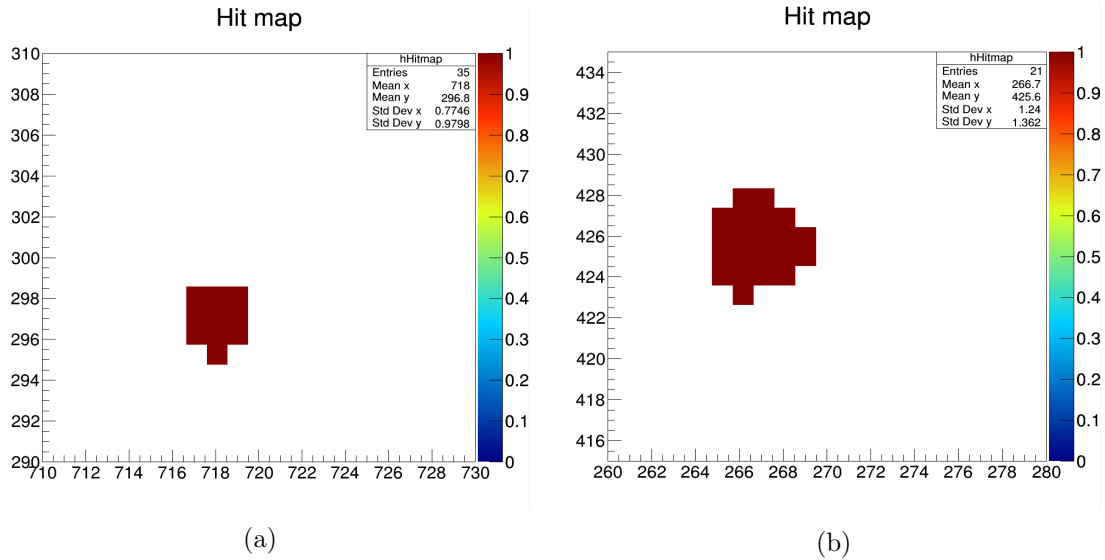 Hit map
hHitmap
Entries 35
Mean x 718
Mean y 296.8
Std Dev x 0.7746
Std Dev y 0.9798
310
308
306
304
302
300
298
296
294
292
290
710 712 714 716 718 720 722 724 726 728 730
1
0.9
0.8
0.7
0.6
0.5
0.4
0.3
0.2
0.1
0
(a)
Hit map
hHitmap
Entries 21
Mean x 266.7
Mean y 425.6
Std Dev x 1.24
Std Dev y 1.362
434
432
430
428
426
424
422
420
418
416
260 262 264 266 268 270 272 274 276 278 280
1
0.9
0.8
0.7
0.6
0.5
0.4
0.3
0.2
0.1
0
(b)